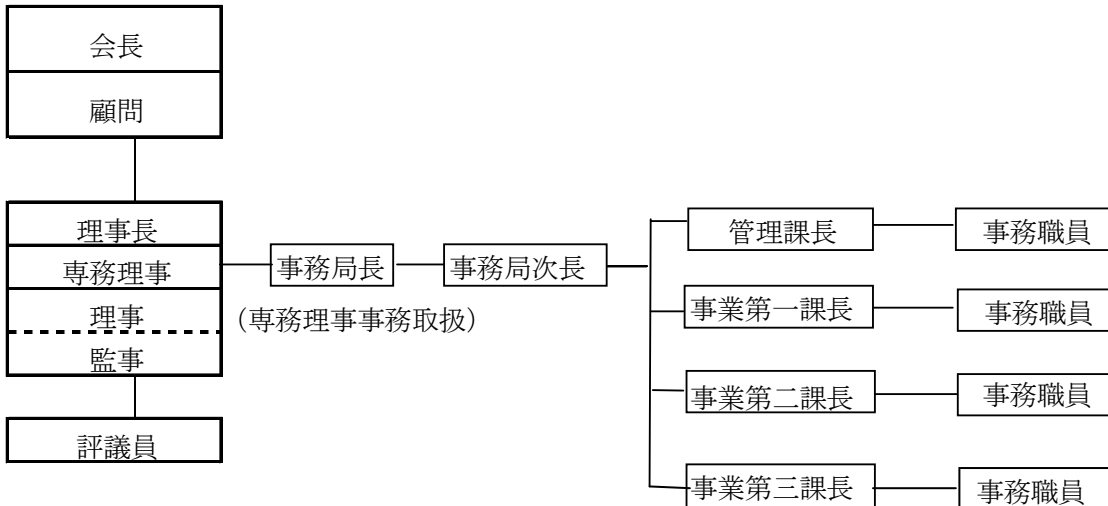 会長
顧問
理事長
専務理事
理事
監事
評議員
事務局長
（専務理事事務取扱）
事務局次長
管理課長
事務職員
事業第一課長
事務職員
事業第二課長
事務職員
事業第三課長
事務職員